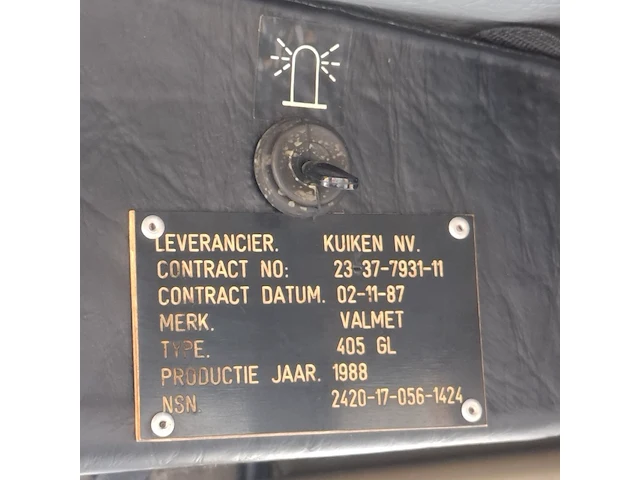 LEVERANCIER. KUIKEN NV.
CONTRACT NO: 23-37-7931-11
CONTRACT DATUM. 02-11-87
MERK. VALMET
TYPE. 405 GL
PRODUCTIE JAAR. 1988
NSN. 2420-17-056-1424